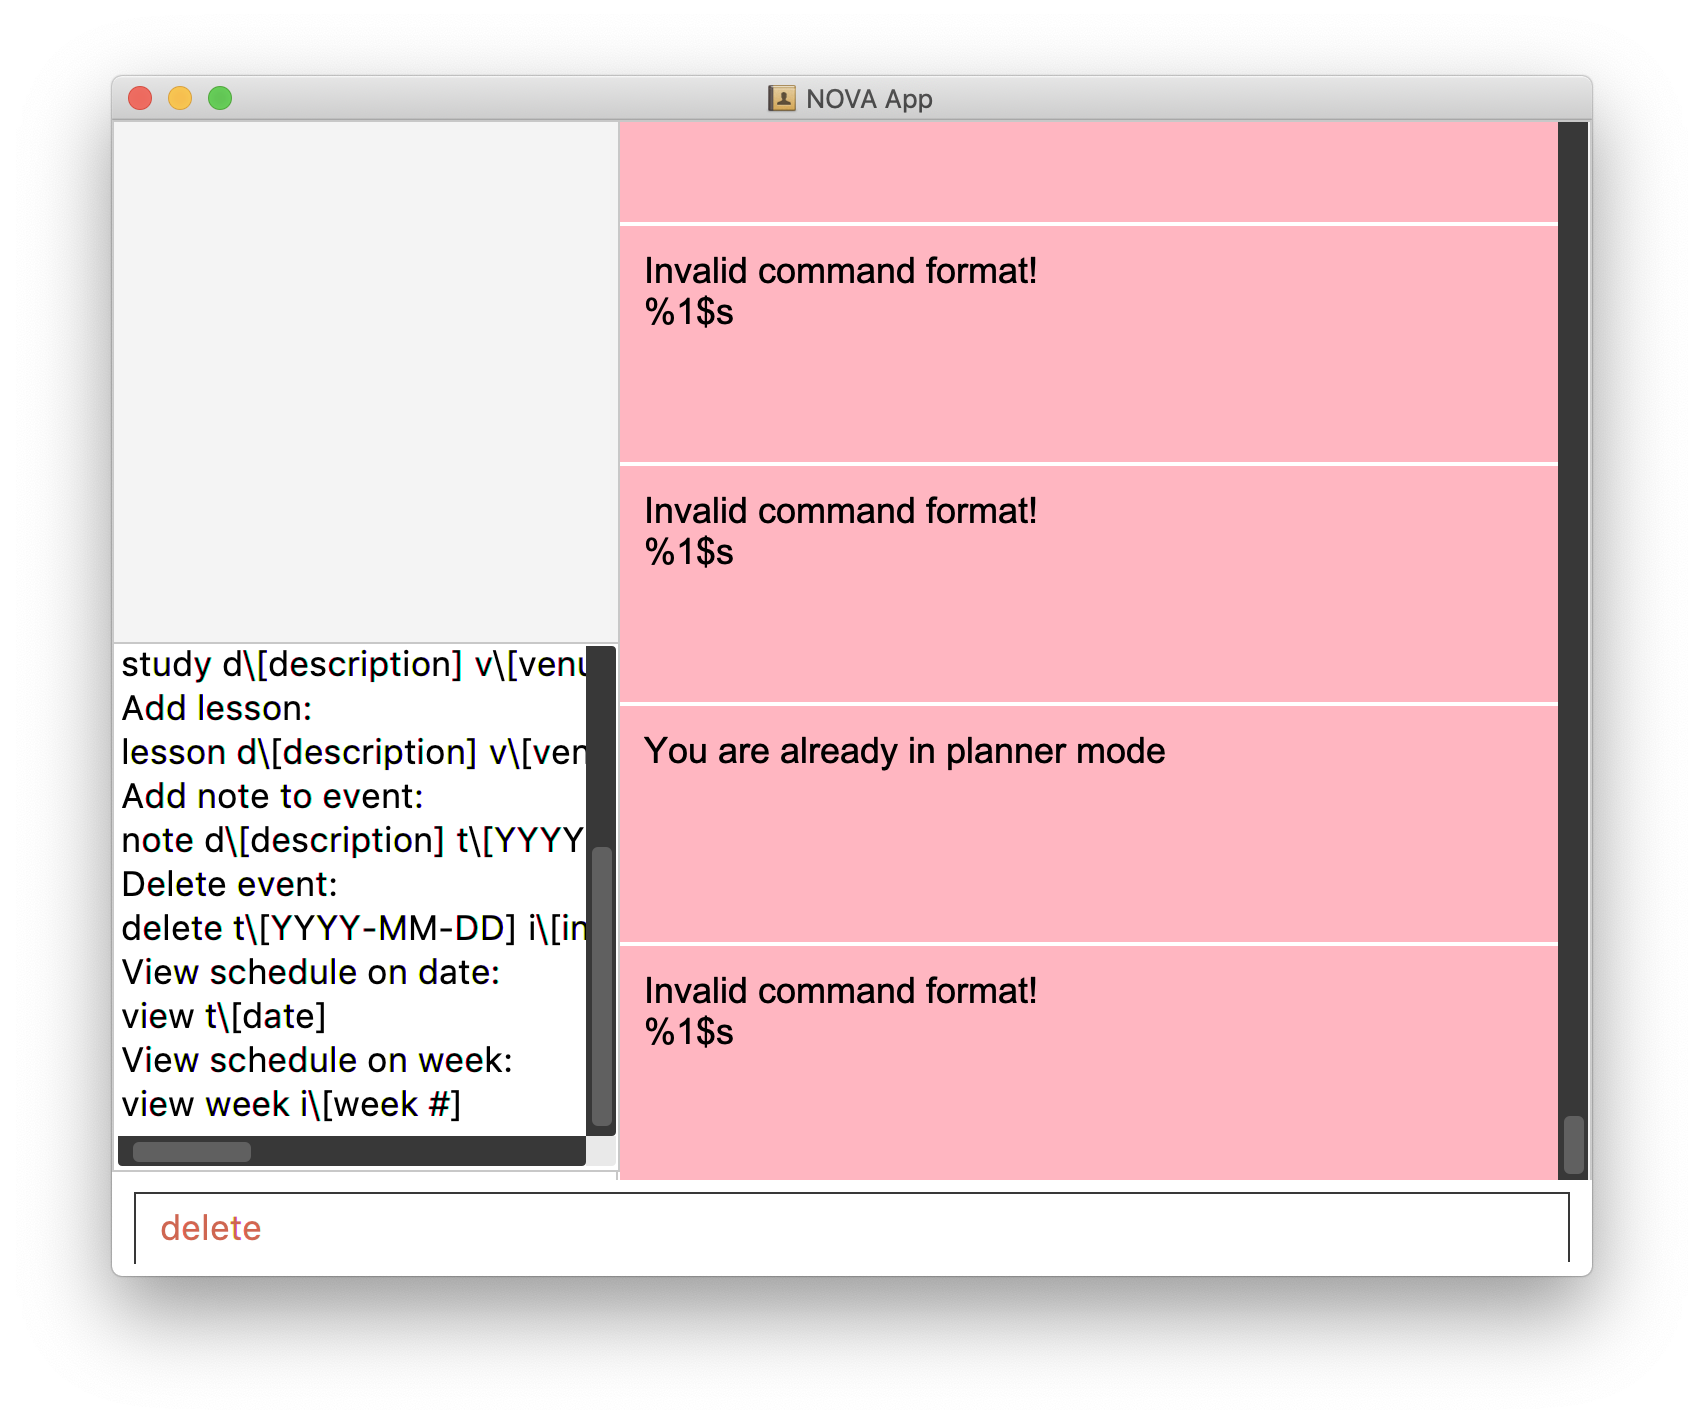 NOVA App
Invalid command format!
%1$s
Invalid command format!
%1$s
You are already in planner mode
Invalid command format!
%1$s
study d\[description] v\[venu
Add lesson:
lesson d\[description] v\[ven
Add note to event:
note d\[description] t\[YYYY
Delete event:
delete t\[YYYY-MM-DD] i\[in
View schedule on date:
view t\[date]
View schedule on week:
view week i\[week #]
delete